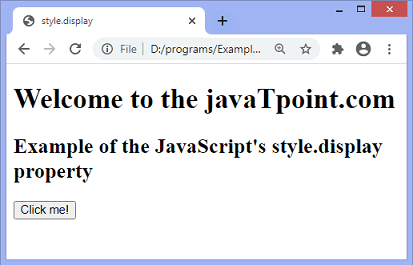 style.display
File D:/programs/Exampl...
Welcome to the javaTpoint.com
Example of the JavaScript's style.display
property
Click me!